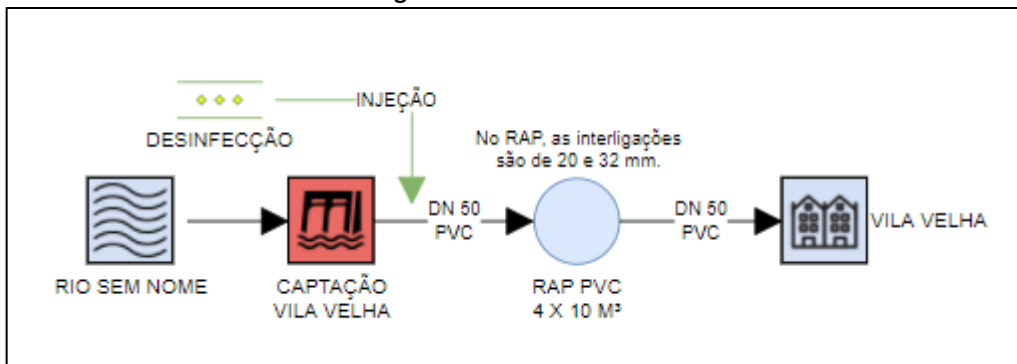 INJEÇÃO
DESINFECÇÃO
No RAP, as interligações
são de 20 e 32 mm.
DN 50
PVC
DN 50
PVC
VILA VELHA
RIO SEM NOME
CAPTAÇÃO
VILA VELHA
RAP PVC
4 X 10 M³